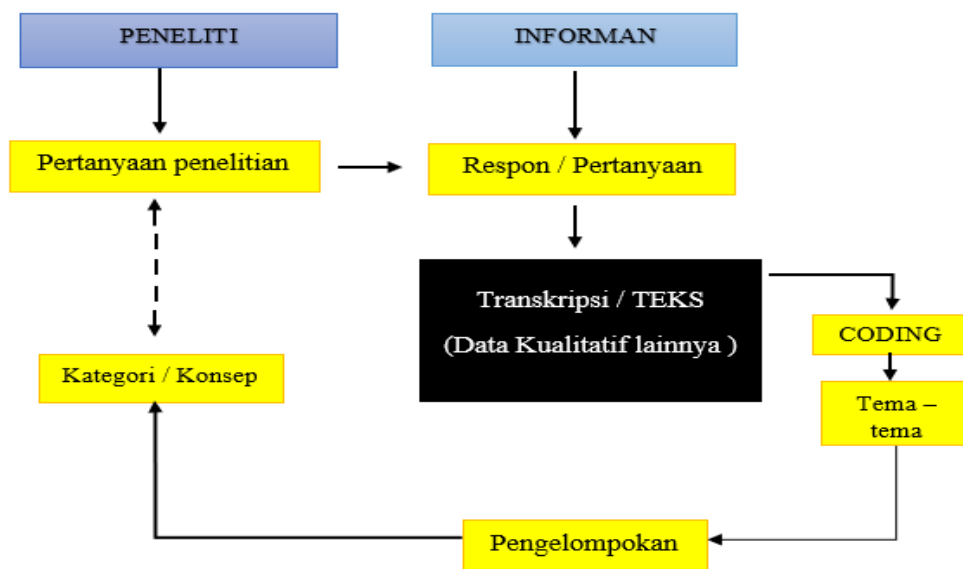 PENELITI
INFORMAN
Pertanyaan penelitian
Respon / Pertanyaan
Transkripsi / TEKS
(Data Kualitatif lainnya )
CODING
Kategori / Konsep
Tema –
tema
Pengelompokan